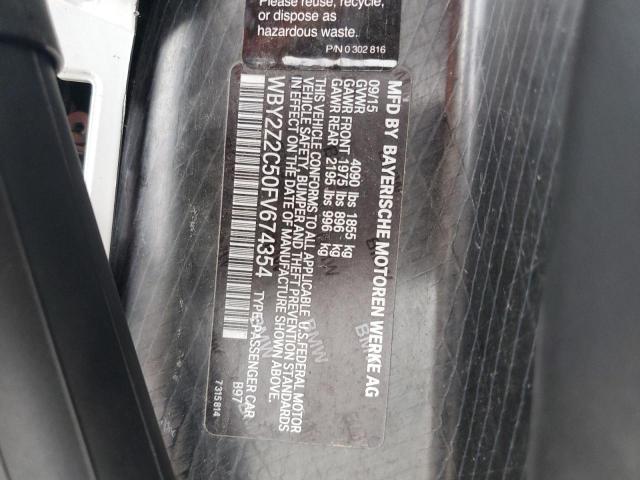 Please reuse, recycle,
or dispose as
hazardous waste.
P/N 0 302 816
MFD BY BAYERISCHE MOTOREN WERKE AG
09/15
GVWR 4090 lbs 1855 kg
GAWR FRONT 1975 lbs 896 kg
GAWR REAR 2195 lbs 996 kg
THIS VEHICLE CONFORMS TO ALL APPLICABLE U.S. FEDERAL MOTOR
VEHICLE SAFETY, BUMPER AND THEFT PREVENTION STANDARDS
IN EFFECT ON THE DATE OF MANUFACTURE SHOWN ABOVE.
WBY2Z2C50FV674354 TYPE: PASSENGER CAR
B97
7 315 814